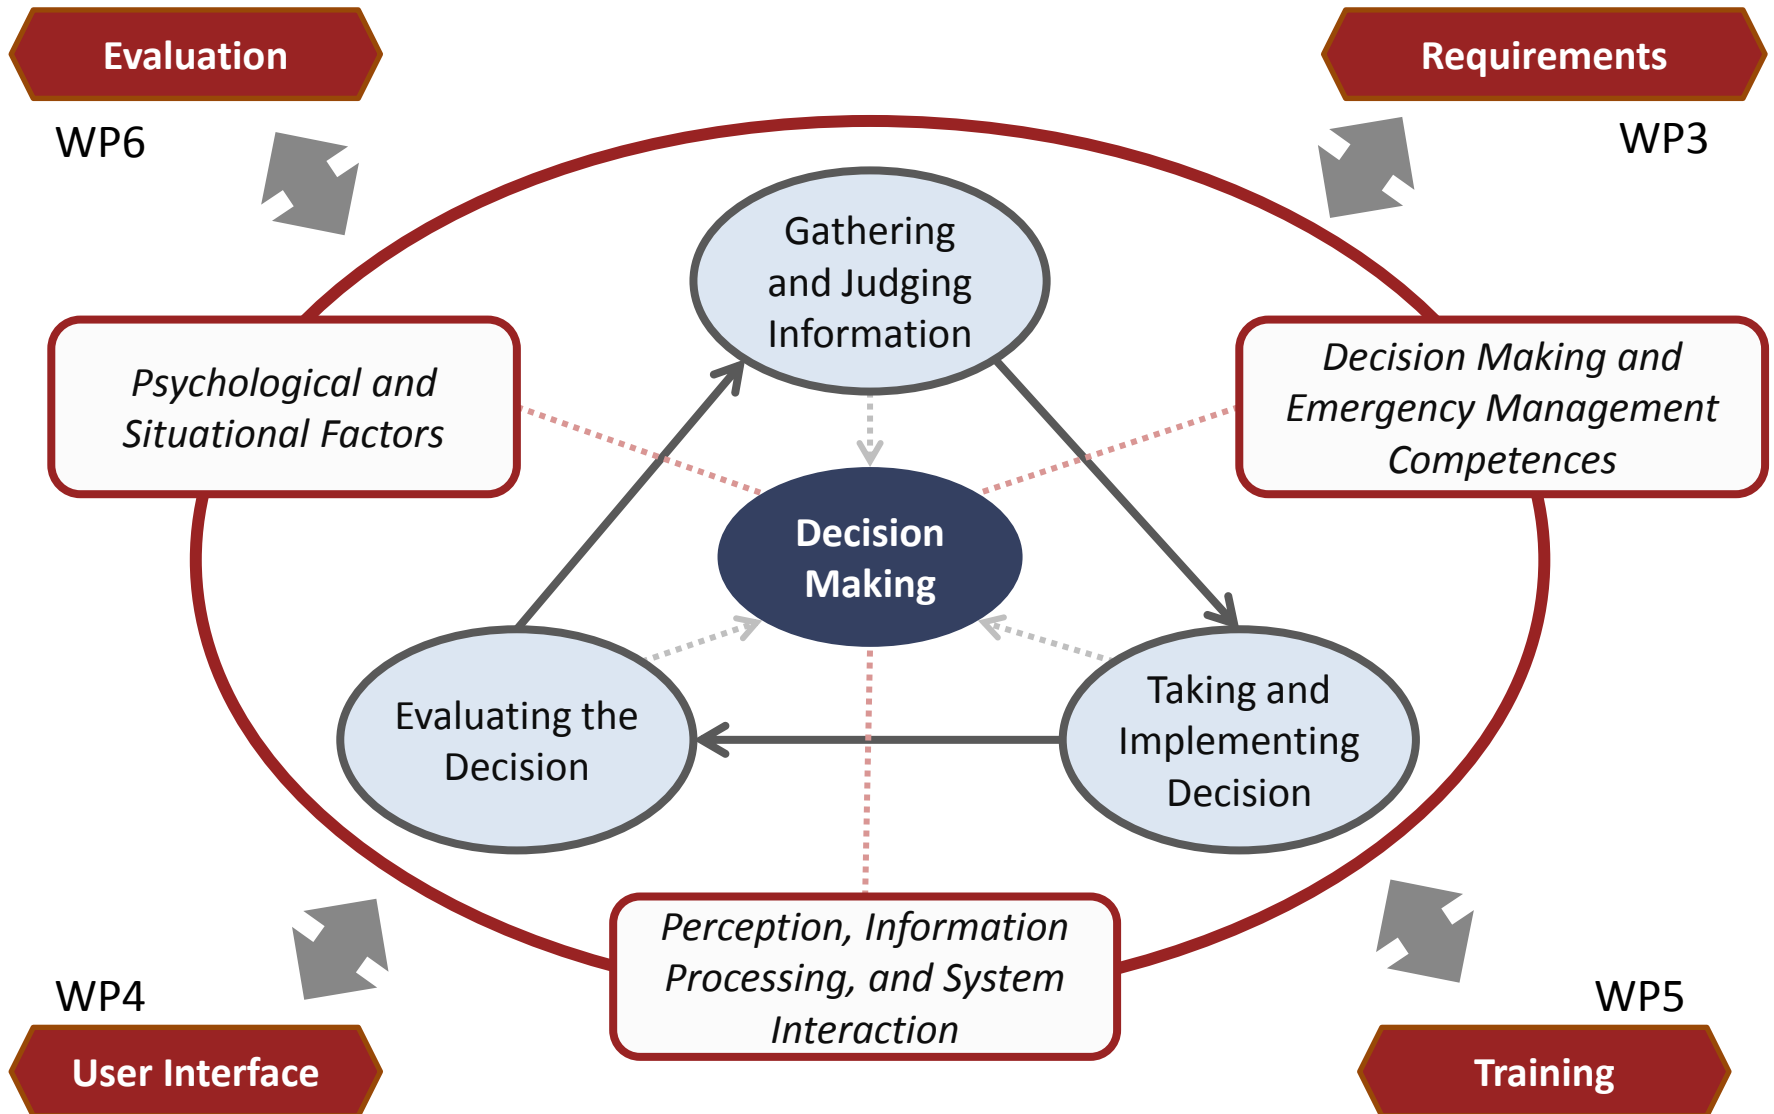 Evaluation
Requirements
WP6
WP3
Gathering
and Judging
Information
Psychological and
Situational Factors
Decision Making and
Emergency Management
Competences
Decision
Making
Evaluating the
Decision
Taking and
Implementing
Decision
Perception, Information
Processing, and System
Interaction
WP4
WP5
User Interface
Training